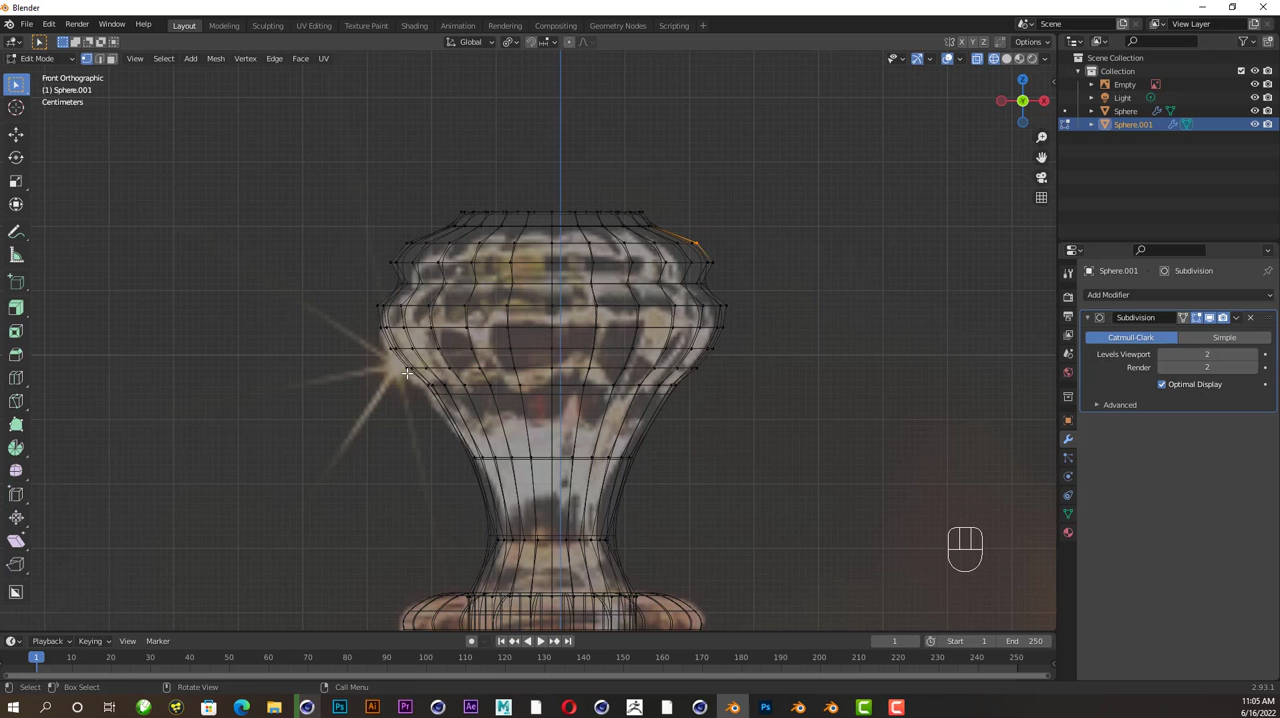 Blender
File Edit Render Window Help
Layout Modeling Sculpting UV Editing Texture Paint Shading Animation Rendering Compositing Geometry Nodes Scripting +
Scene View Layer
Global X Y Z Options
Edit Mode View Select Add Mesh Vertex Edge Face UV
Front Orthographic
(1) Sphere.001
Centimeters
Z
Y
X
Scene Collection
Collection
Empty
Light
Sphere
Sphere.001
Sphere.001 Subdivision
Add Modifier
Subdivision
Catmull-Clark Simple
Levels Viewport 2
Render 2
Optimal Display
Advanced
Playback Keying View Marker 1 Start 1 End 250
1 10 20 30 40 50 60 70 80 90 100 110 120 130 140 150 160 170 180 190 200 210 220 230 240 250
Select Box Select Rotate View Call Menu 2.93.1
Ps Ai Pr Ae M Ps C
11:05 AM
6/16/2022